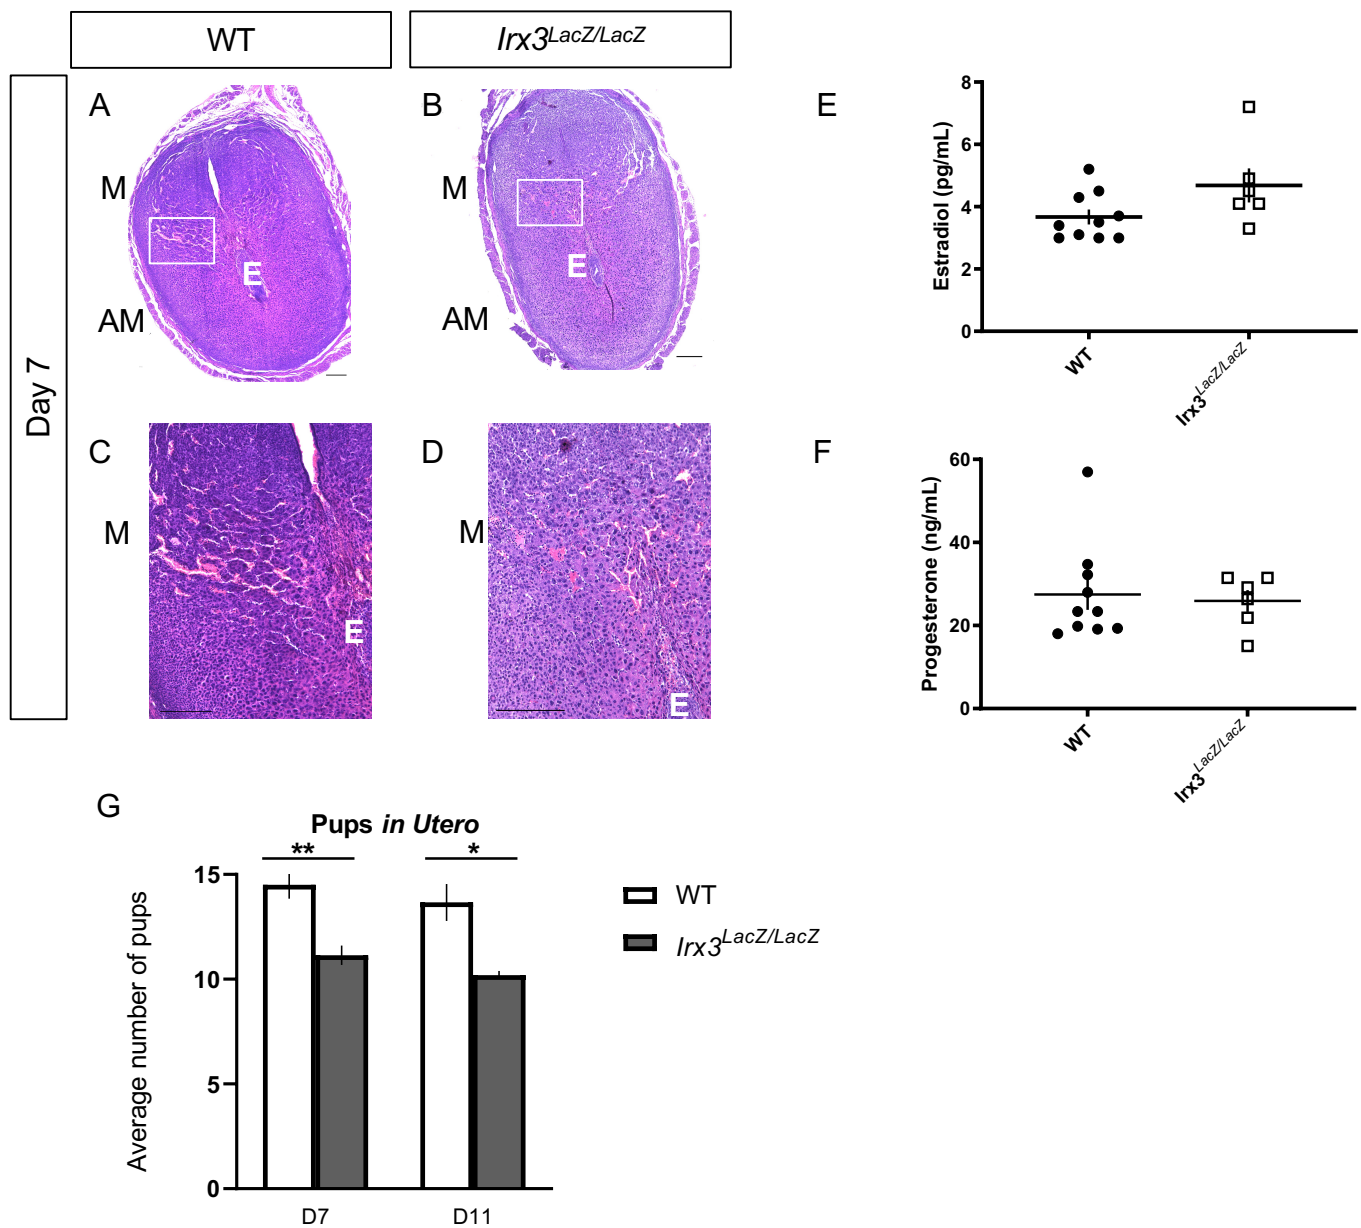 WT
Irx3LacZ/LacZ
Day 7
A
M
E
AM
B
M
E
AM
C
M
E
D
M
E
E
8
6
4
2
0
Estradiol (pg/mL)
WT
Irx3LacZ/LacZ
F
60
40
20
0
Progesterone (ng/mL)
WT
Irx3LacZ/LacZ
G
Pups in Utero
**
*
15
10
5
0
Average number of pups
D7
D11
WT
Irx3LacZ/LacZ